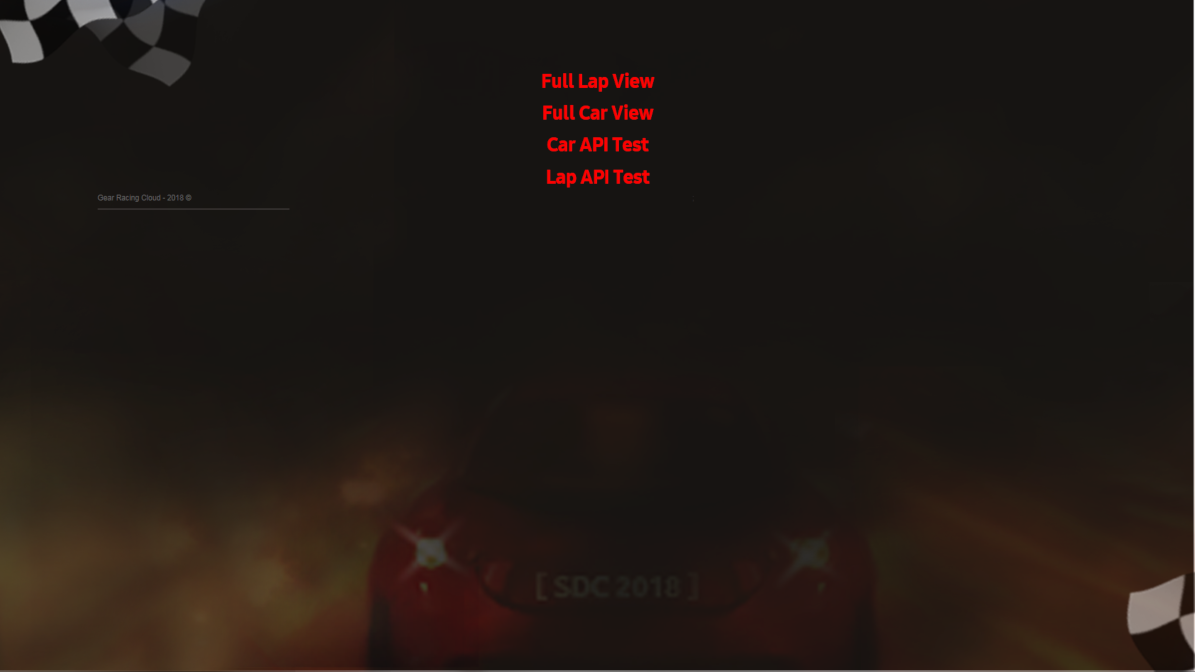 Full Lap View
Full Car View
Car API Test
Lap API Test
Gear Racing Cloud - 2018 ©
[ SDC 2018 ]